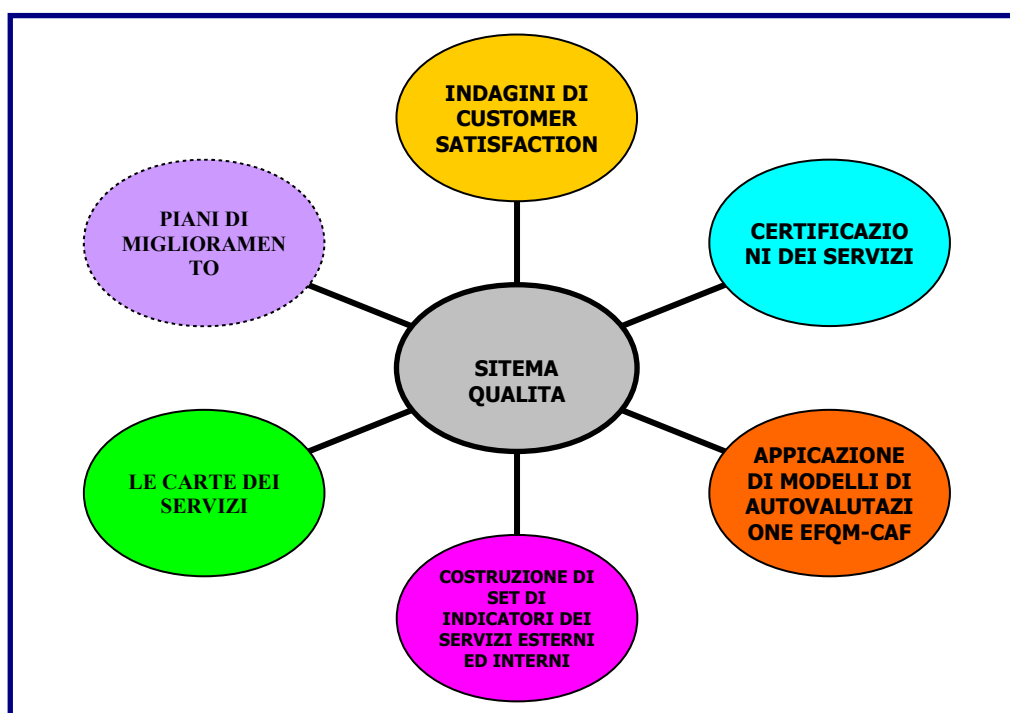 INDAGINI DI
CUSTOMER
SATISFACTION
PIANI DI
MIGLIORAMEN
TO
CERTIFICAZIO
NI DEI SERVIZI
SITEMA
QUALITA
LE CARTE DEI
SERVIZI
APPICAZIONE
DI MODELLI DI
AUTOVALUTAZI
ONE EFQM-CAF
COSTRUZIONE DI
SET DI
INDICATORI DEI
SERVIZI ESTERNI
ED INTERNI